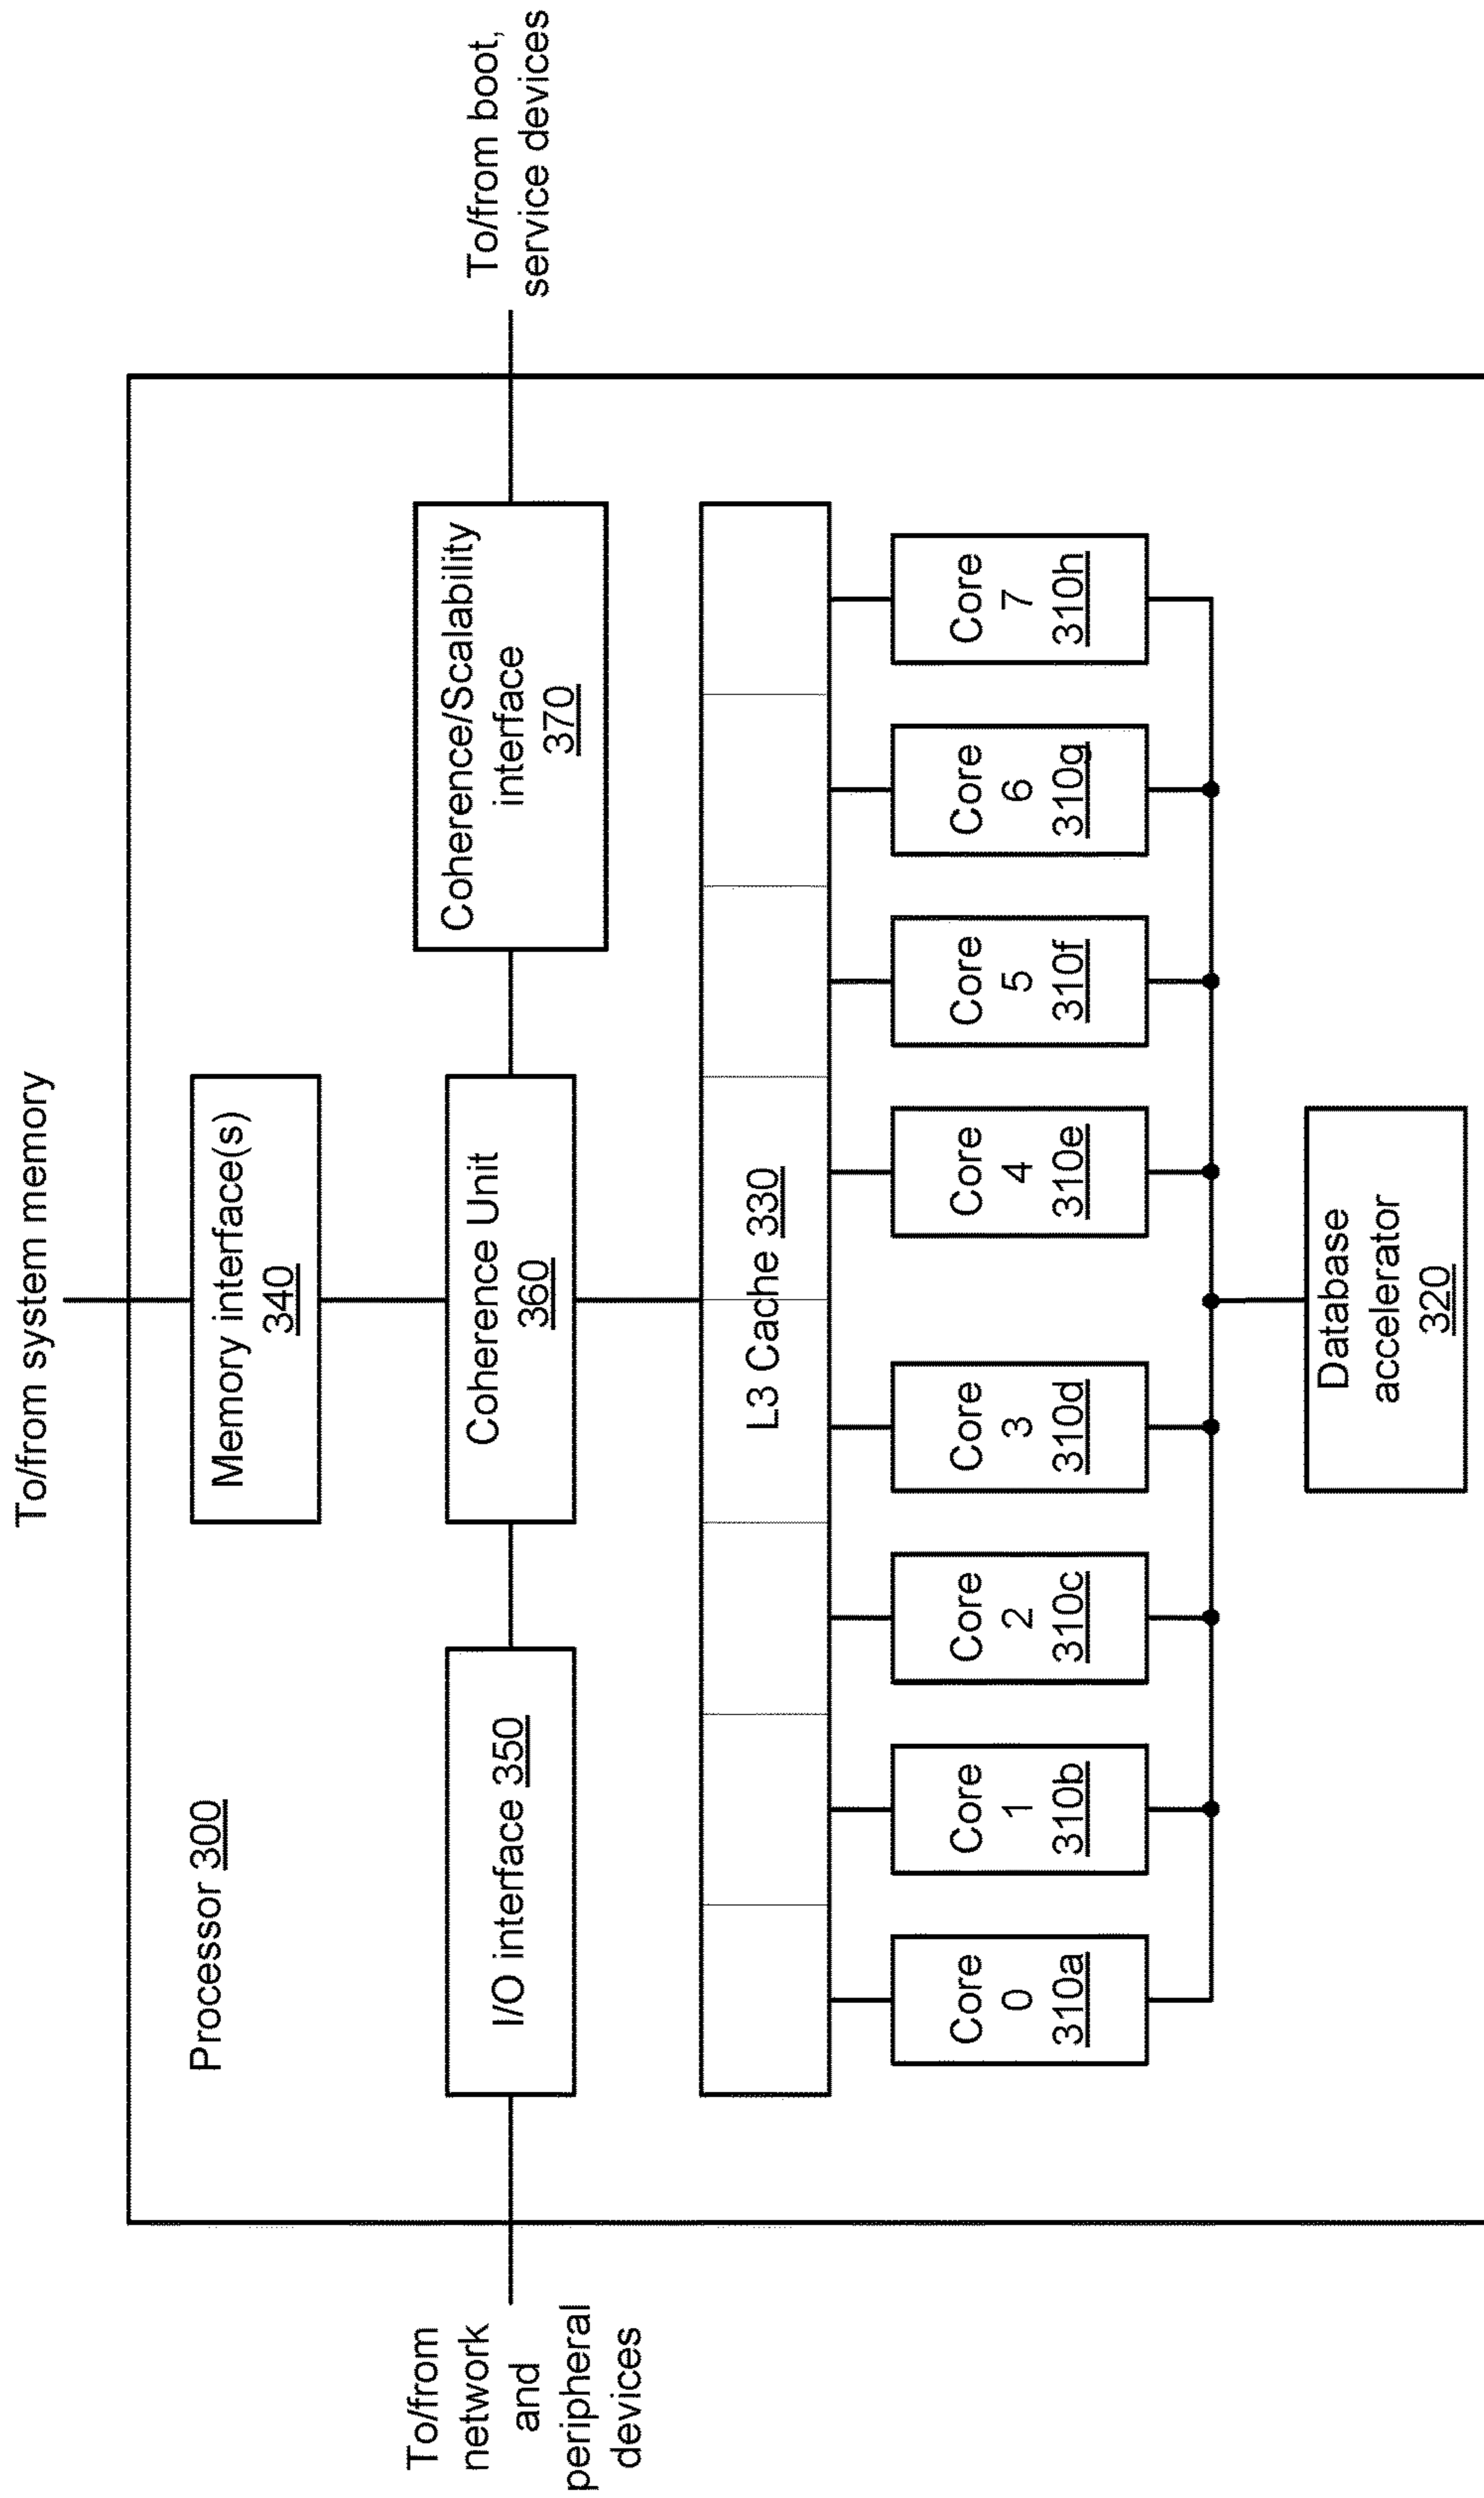 To/from system memory
Processor 300
Memory interface(s)
340
To/from
network
and
peripheral
devices
I/O interface 350
Coherence Unit
360
Coherence/Scalability
interface
370
To/from boot,
service devices
L3 Cache 330
Core
0
310a
Core
1
310b
Core
2
310c
Core
3
310d
Core
4
310e
Core
5
310f
Core
6
310g
Core
7
310h
Database
accelerator
320